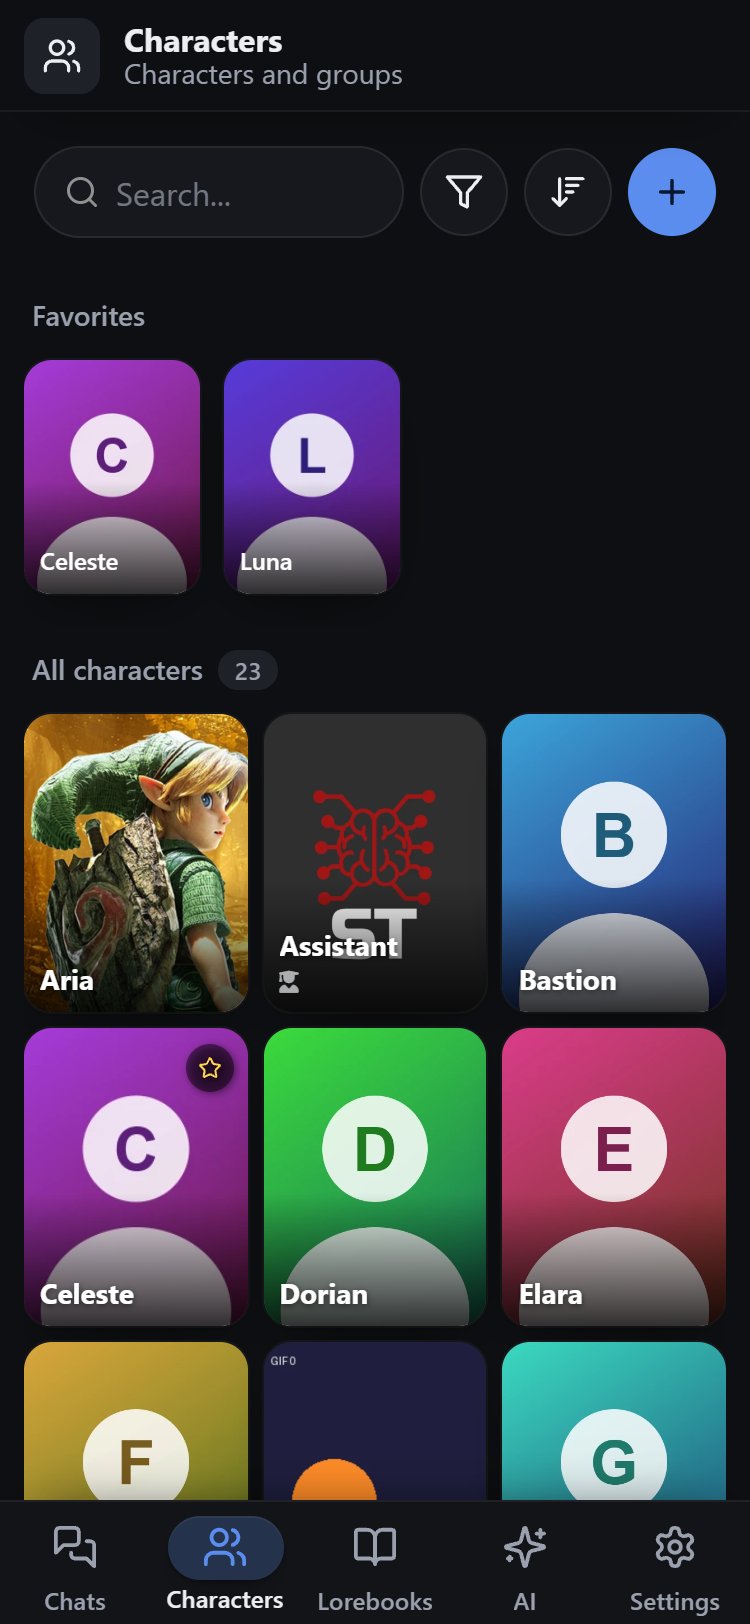 Characters
Characters and groups
Search...
Favorites
C
L
Celeste
Luna
All characters 23
B
ST
Aria
Assistant
Bastion
C
D
E
Celeste
Dorian
Elara
GIF0
F
G
Chats
Characters
Lorebooks
AI
Settings